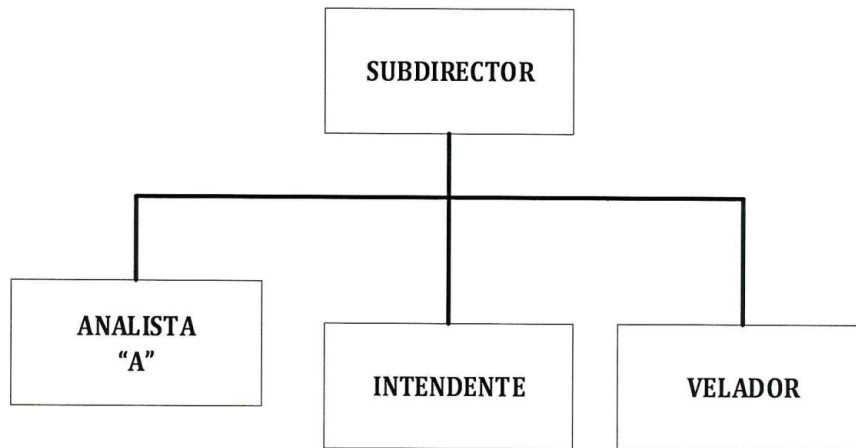 SUBDIRECTOR
ANALISTA
“A”
INTENDENTE
VELADOR